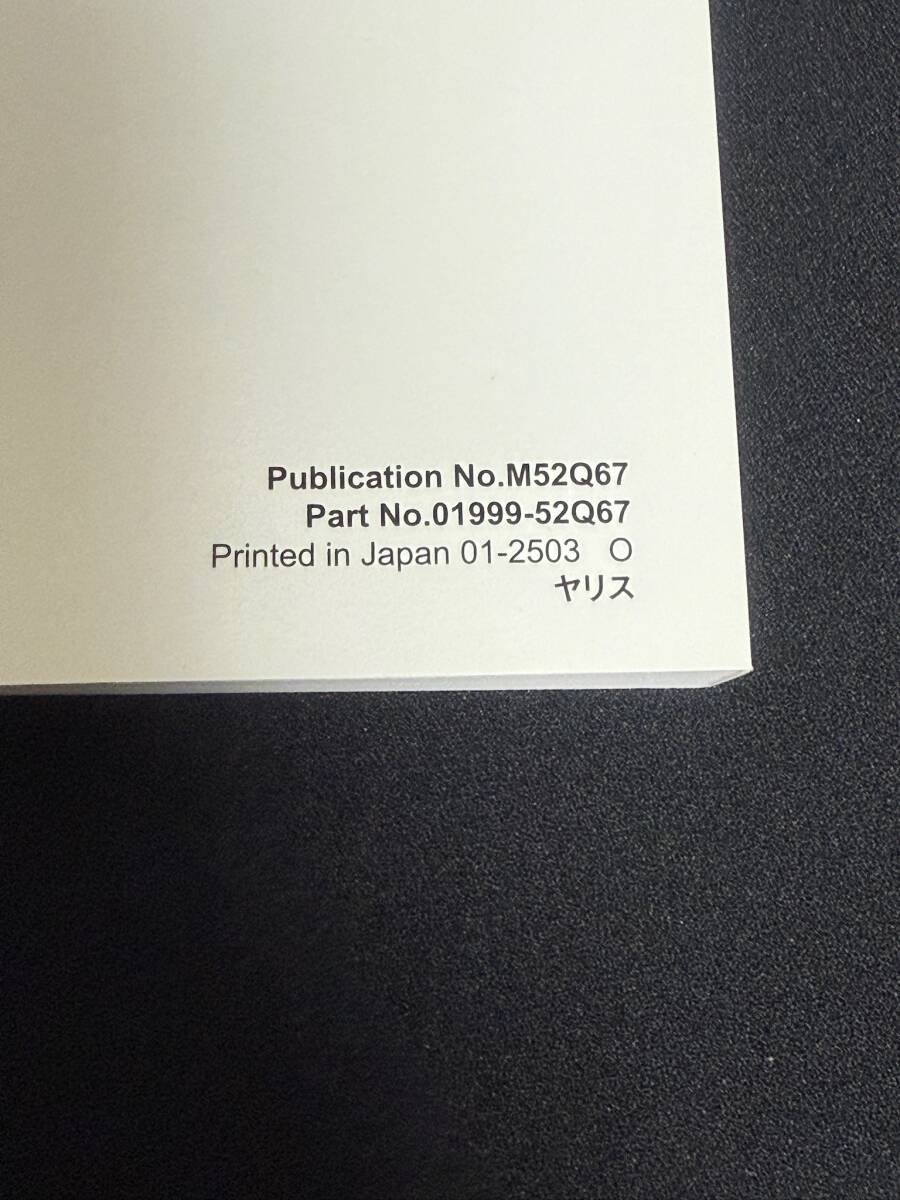 Publication No.M52Q67
Part No.01999-52Q67
Printed in Japan 01-2503 O
ヤリス